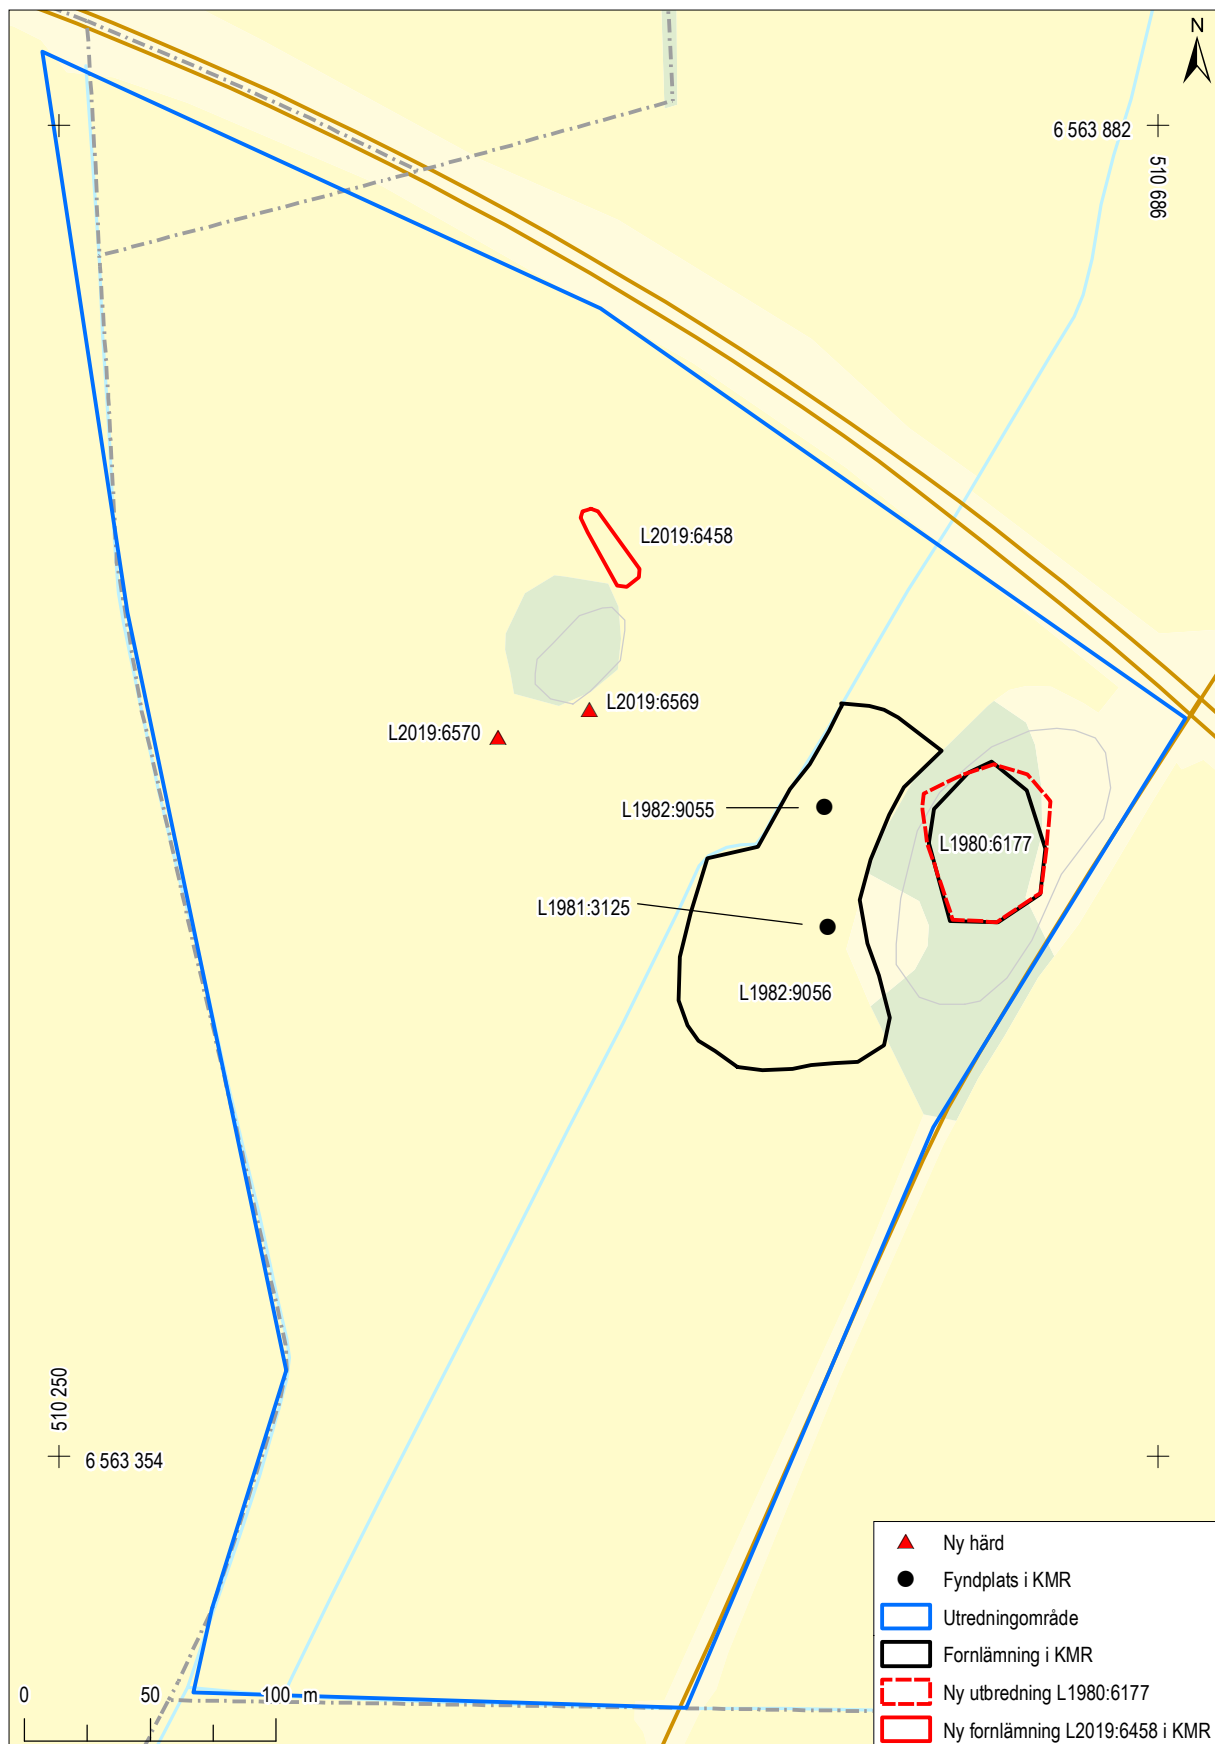 N
6 563 882
510 686
L2019:6458
L2019:6569
L2019:6570
L1982:9055
L1980:6177
L1981:3125
L1982:9056
510 250
6 563 354
0 50 100 m
Ny härd
Fyndplats i KMR
Utredningområde
Fornlämning i KMR
Ny utbredning L1980:6177
Ny fornlämning L2019:6458 i KMR